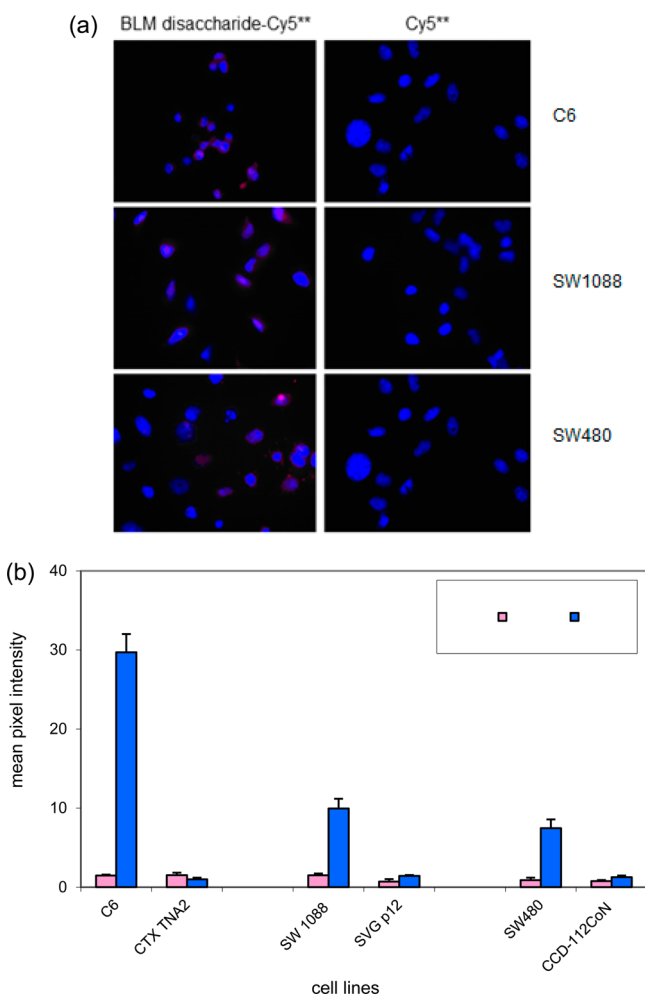 (a) BLM disaccharide-Cy5** Cy5**
C6
SW1088
SW480
(b)
40
30
20
10
0
mean pixel intensity
C6
CTX TNA2
SW 1088
SVG p12
SW480
CCD-112CoN
cell lines